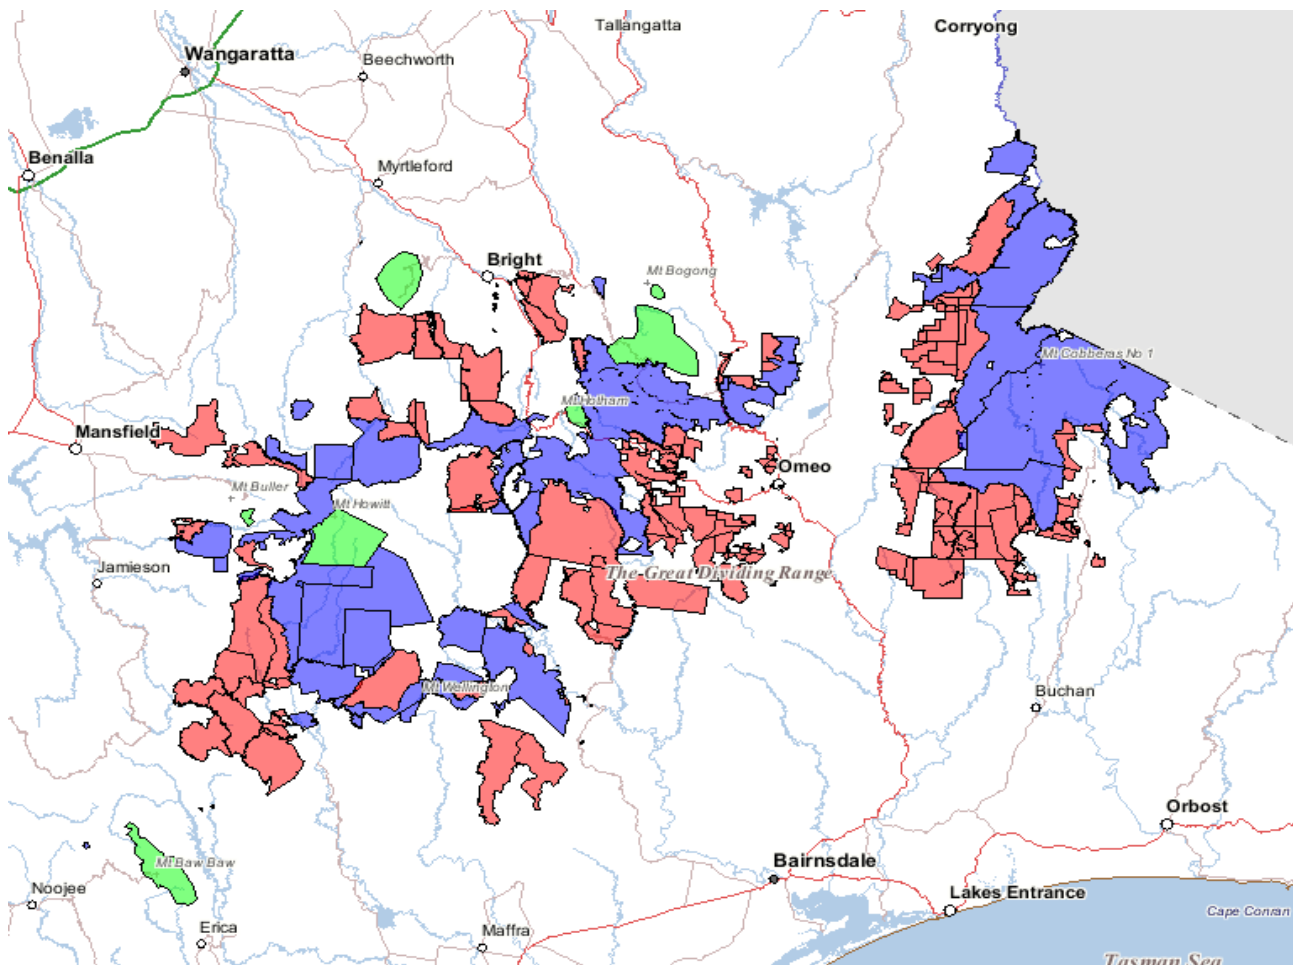 Tallangatta
Corryong
Wangaratta
Beechworth
Benalla
Myrtleford
Bright
Mt Bogong
Mt Cobberas No 1
Mt Hotham
Mansfield
Omeo
Mt Buller
Mt Howitt
Jamieson
The Great Dividing Range
Mt Wellington
Buchan
Orbost
Mt Baw Baw
Bairnsdale
Noojee
Lakes Entrance
Cape Conran
Erica
Maffra
Tasman Sea